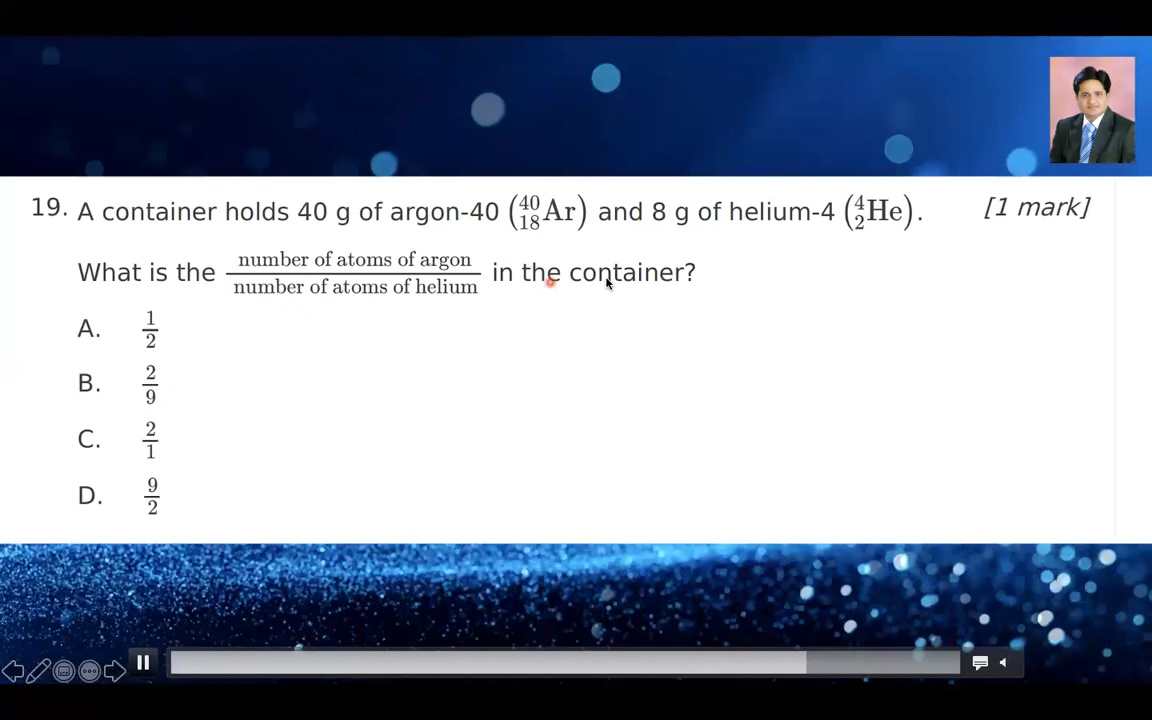 19. A container holds 40 g of argon-40 (⁴⁰₁₈Ar) and 8 g of helium-4 (⁴₂He). [1 mark]
What is the number of atoms of argon / number of atoms of helium in the container?
A. 1/2
B. 2/9
C. 2/1
D. 9/2